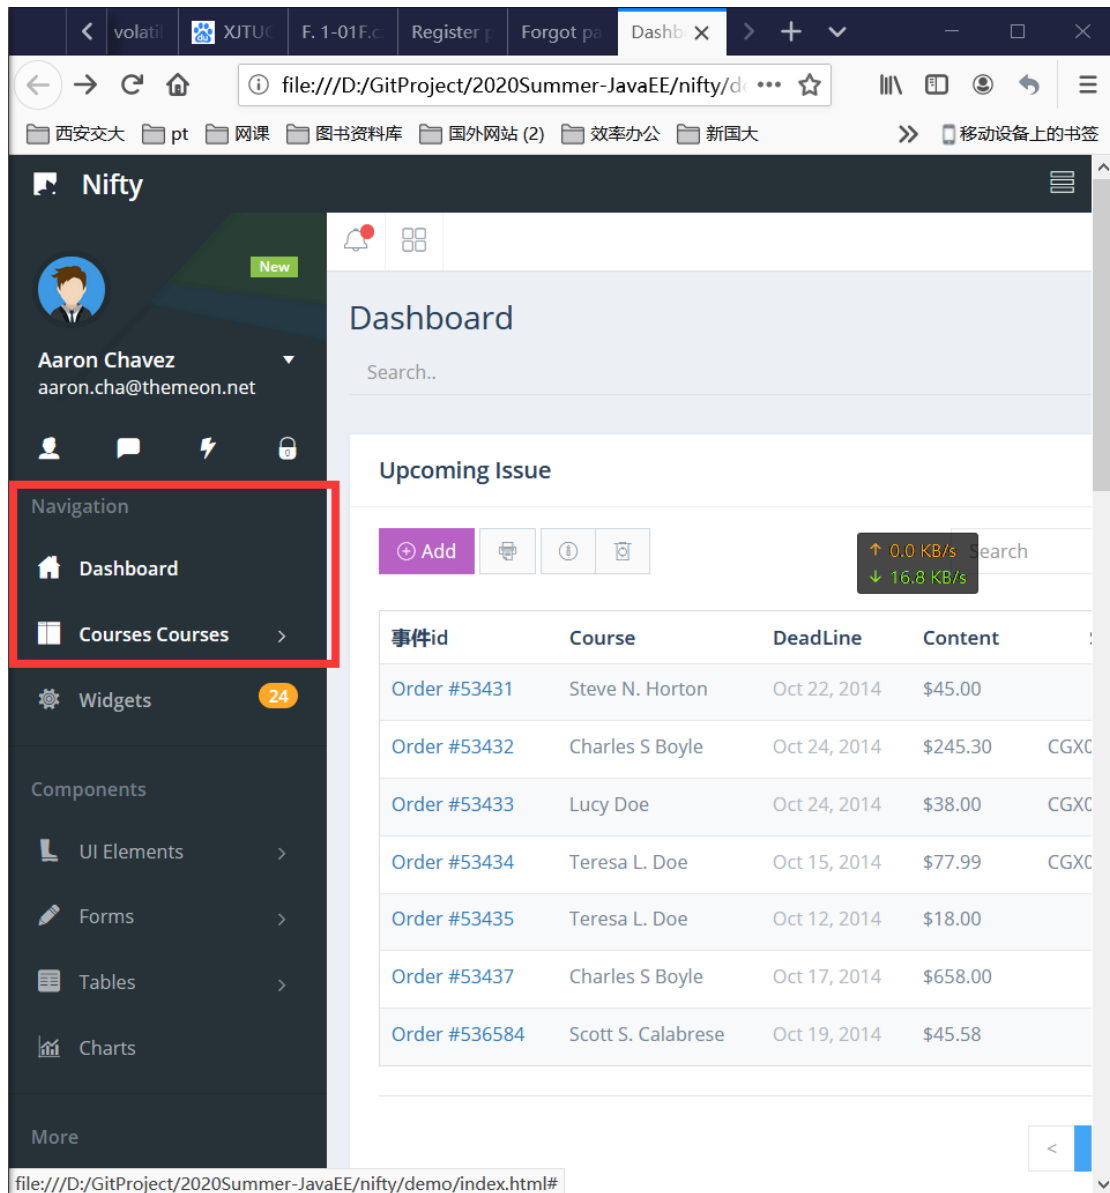 volati XJTUC F. 1-01F.c Register p Forgot pa Dashb
file:///D:/GitProject/2020Summer-JavaEE/nifty/de
西安交大 pt 网课 图书资料库 国外网站 (2) 效率办公 新国大 移动设备上的书签
Nifty
New
Aaron Chavez
aaron.cha@themeon.net
Navigation
Dashboard
Courses Courses
Widgets 24
Components
UI Elements
Forms
Tables
Charts
More
Dashboard
Search..
Upcoming Issue
Add
Search
↑ 0.0 KB/s
↓ 16.8 KB/s
事件id Course DeadLine Content
Order #53431 Steve N. Horton Oct 22, 2014 $45.00
Order #53432 Charles S Boyle Oct 24, 2014 $245.30 CGX0
Order #53433 Lucy Doe Oct 24, 2014 $38.00 CGX0
Order #53434 Teresa L. Doe Oct 15, 2014 $77.99 CGX0
Order #53435 Teresa L. Doe Oct 12, 2014 $18.00
Order #53437 Charles S Boyle Oct 17, 2014 $658.00
Order #536584 Scott S. Calabrese Oct 19, 2014 $45.58
<
file:///D:/GitProject/2020Summer-JavaEE/nifty/demo/index.html#